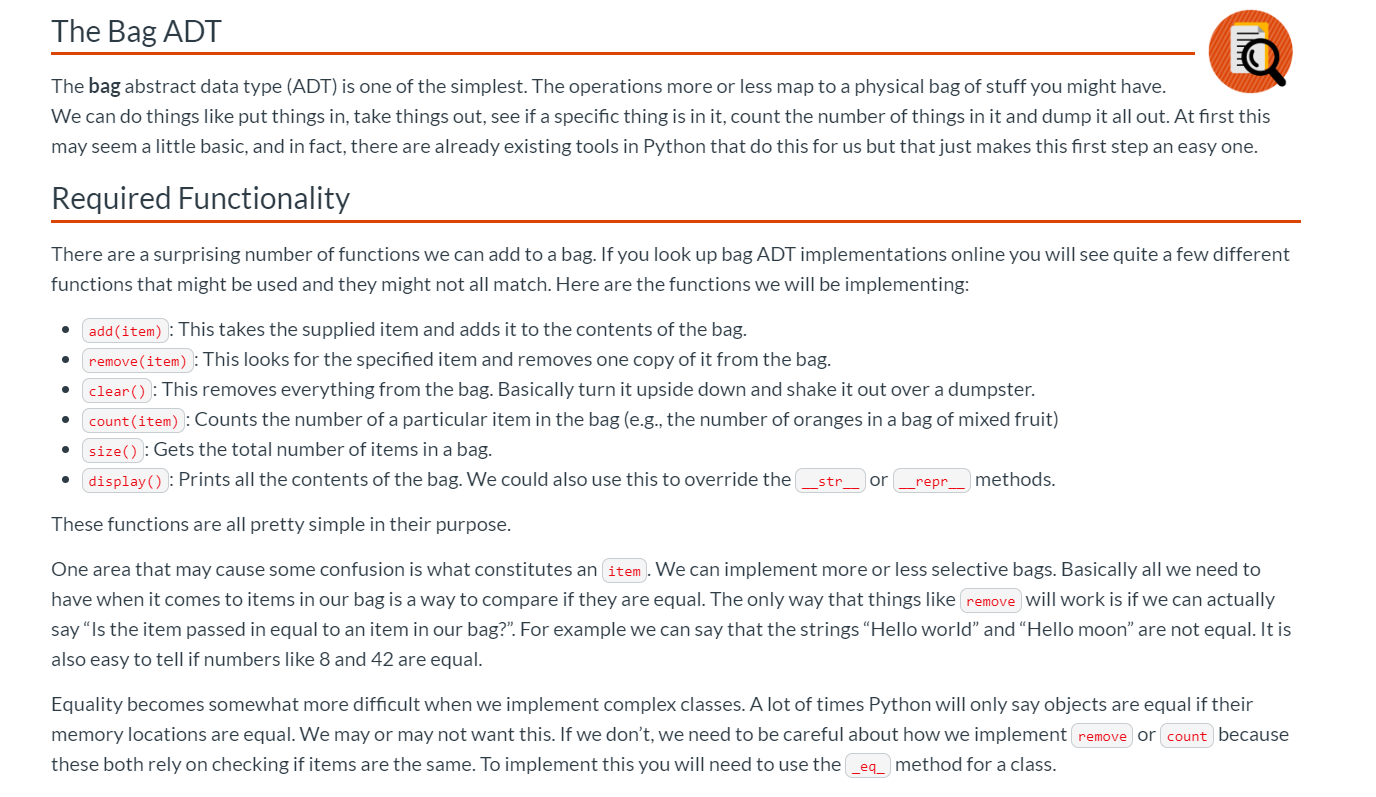 The Bag ADT
The bag abstract data type (ADT) is one of the simplest. The operations more or less map to a physical bag of stuff you might have.
We can do things like put things in, take things out, see if a specific thing is in it, count the number of things in it and dump it all out. At first this
may seem a little basic, and in fact, there are already existing tools in Python that do this for us but that just makes this first step an easy one.
Required Functionality
There are a surprising number of functions we can add to a bag. If you look up bag ADT implementations online you will see quite a few different
functions that might be used and they might not all match. Here are the functions we will be implementing:
• add(item): This takes the supplied item and adds it to the contents of the bag.
• remove(item): This looks for the specified item and removes one copy of it from the bag.
• clear(): This removes everything from the bag. Basically turn it upside down and shake it out over a dumpster.
• count(item): Counts the number of a particular item in the bag (e.g., the number of oranges in a bag of mixed fruit)
• size(): Gets the total number of items in a bag.
• display(): Prints all the contents of the bag. We could also use this to override the __str__ or __repr__ methods.
These functions are all pretty simple in their purpose.
One area that may cause some confusion is what constitutes an item. We can implement more or less selective bags. Basically all we need to
have when it comes to items in our bag is a way to compare if they are equal. The only way that things like remove will work is if we can actually
say “Is the item passed in equal to an item in our bag?”. For example we can say that the strings “Hello world” and “Hello moon” are not equal. It is
also easy to tell if numbers like 8 and 42 are equal.
Equality becomes somewhat more difficult when we implement complex classes. A lot of times Python will only say objects are equal if their
memory locations are equal. We may or may not want this. If we don’t, we need to be careful about how we implement remove or count because
these both rely on checking if items are the same. To implement this you will need to use the _eq_ method for a class.